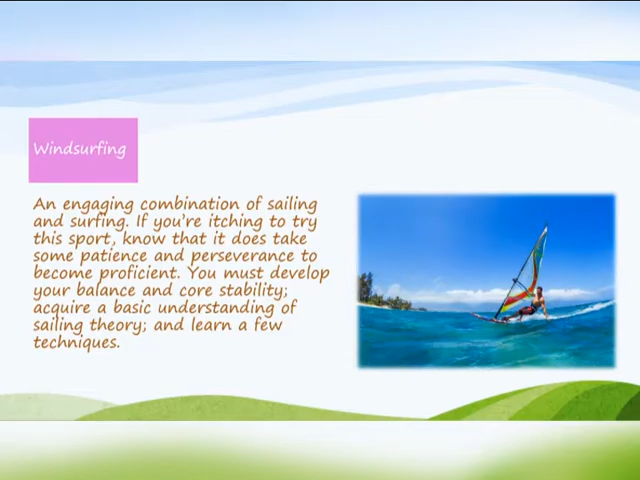 Windsurfing
An engaging combination of sailing
and surfing. If you're itching to try
this sport, know that it does take
some patience and perseverance to
become proficient. You must develop
your balance and core stability;
acquire a basic understanding of
sailing theory; and learn a few
techniques.